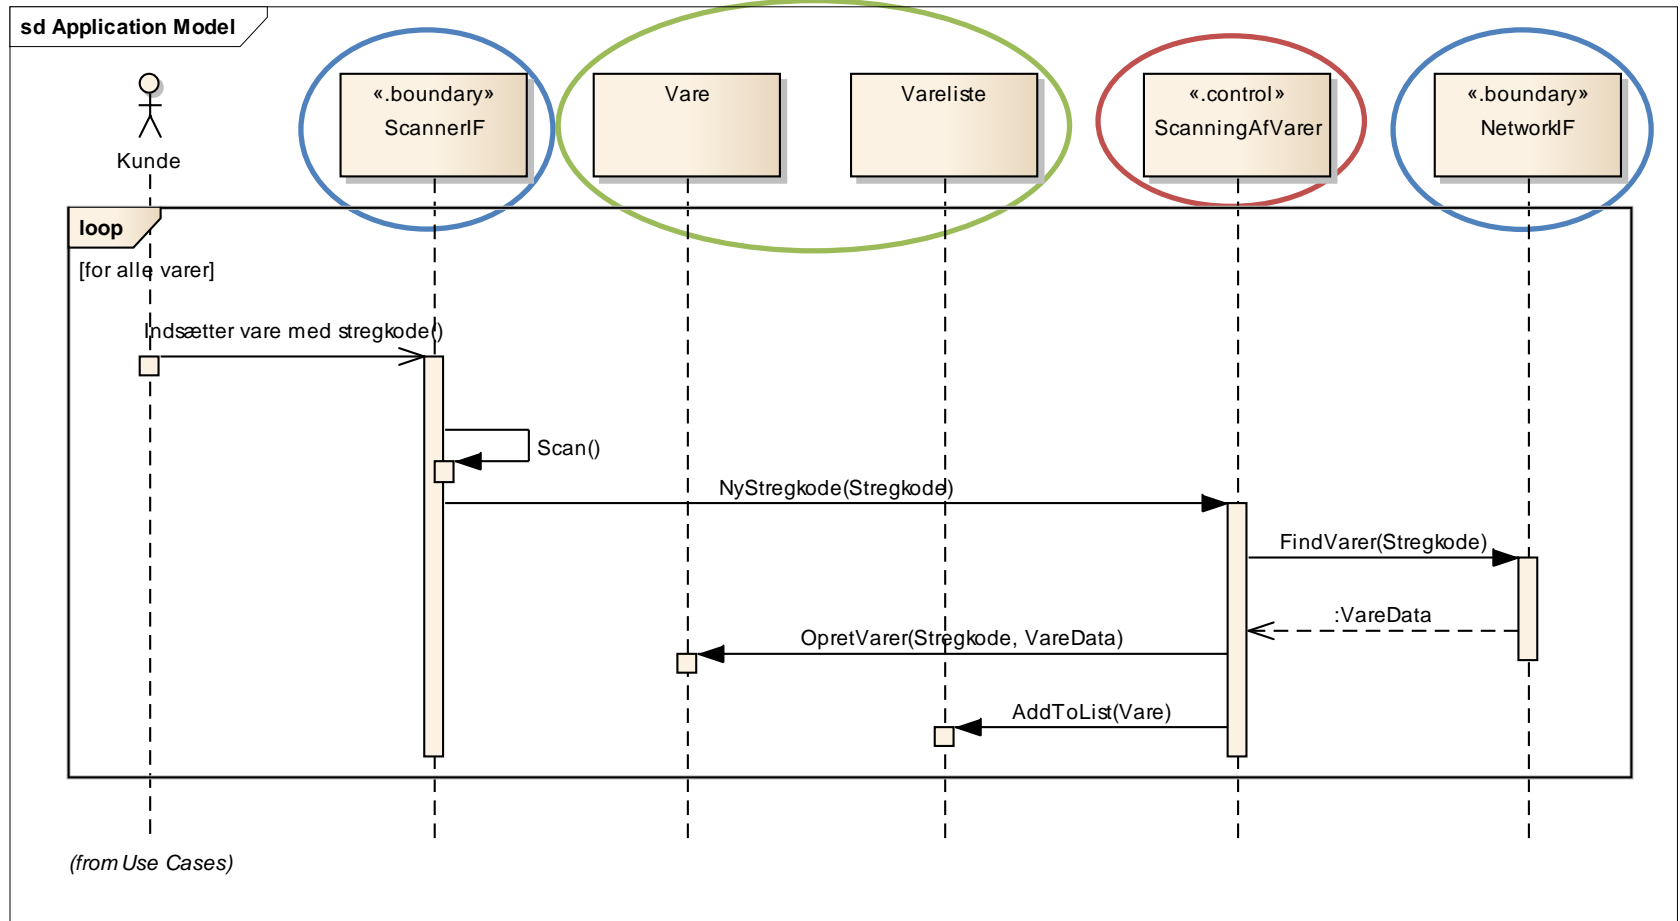 sd Application Model
Kunde
«.boundary»
ScannerIF
Vare
Vareliste
«.control»
ScanningAfVarer
«.boundary»
NetworkIF
loop
[for alle varer]
Indsætter vare med stregkode()
Scan()
NyStregkode(Stregkode)
FindVarer(Stregkode)
:VareData
OpretVarer(Stregkode, VareData)
AddToList(Vare)
(from Use Cases)